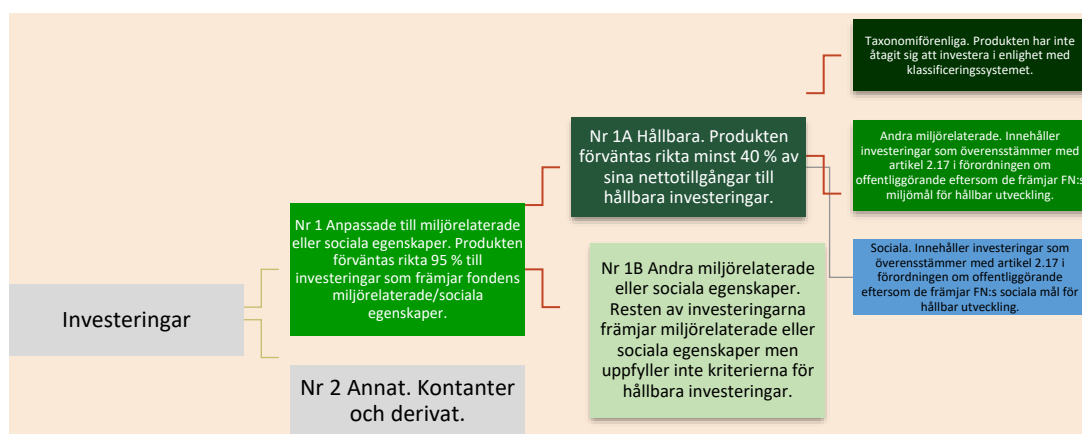 Investeringar
Nr 1 Anpassade till miljörelaterade
eller sociala egenskaper. Produkten
förväntas rikta 95 % till
investeringar som främjar fondens
miljörelaterade/sociala
egenskaper.
Nr 2 Annat. Kontanter
och derivat.
Nr 1A Hållbara. Produkten
förväntas rikta minst 40 % av
sina nettotillgångar till
hållbara investeringar.
Nr 1B Andra miljörelaterade
eller sociala egenskaper.
Resten av investeringarna
främjar miljörelaterade eller
sociala egenskaper men
uppfyller inte kriterierna för
hållbara investeringar.
Taxonomiförenliga. Produkten har inte
åtagit sig att investera i enlighet med
klassificeringssystemet.
Andra miljörelaterade. Innehåller
investeringar som överensstämmer med
artikel 2.17 i förordningen om
offentliggörande eftersom de främjar FN:s
miljömål för hållbar utveckling.
Sociala. Innehåller investeringar som
överensstämmer med artikel 2.17 i
förordningen om offentliggörande
eftersom de främjar FN:s sociala mål för
hållbar utveckling.